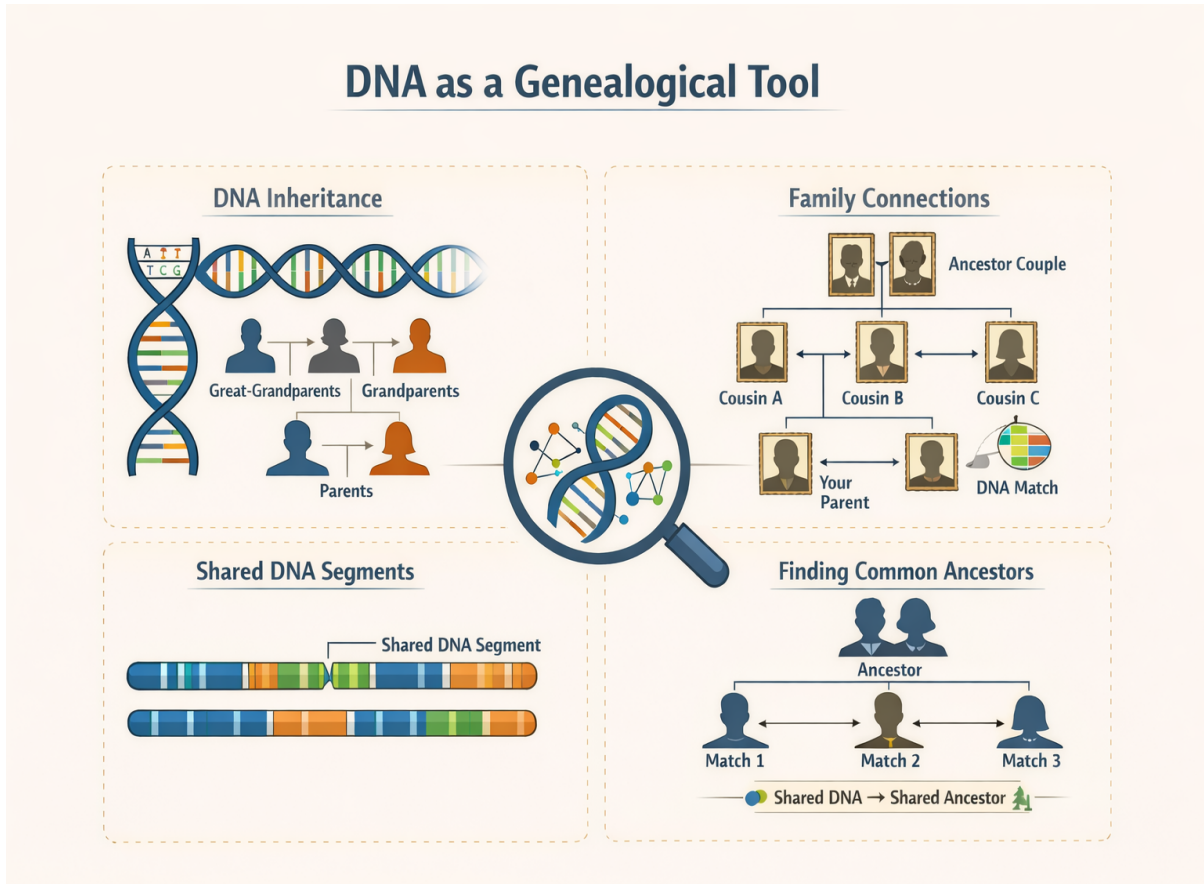 DNA as a Genealogical Tool
DNA Inheritance
A T T
T C G
Great-Grandparents
Grandparents
Parents
Family Connections
Ancestor Couple
Cousin A
Cousin B
Cousin C
Your
Parent
DNA Match
Shared DNA Segments
Shared DNA Segment
Finding Common Ancestors
Ancestor
Match 1
Match 2
Match 3
Shared DNA → Shared Ancestor